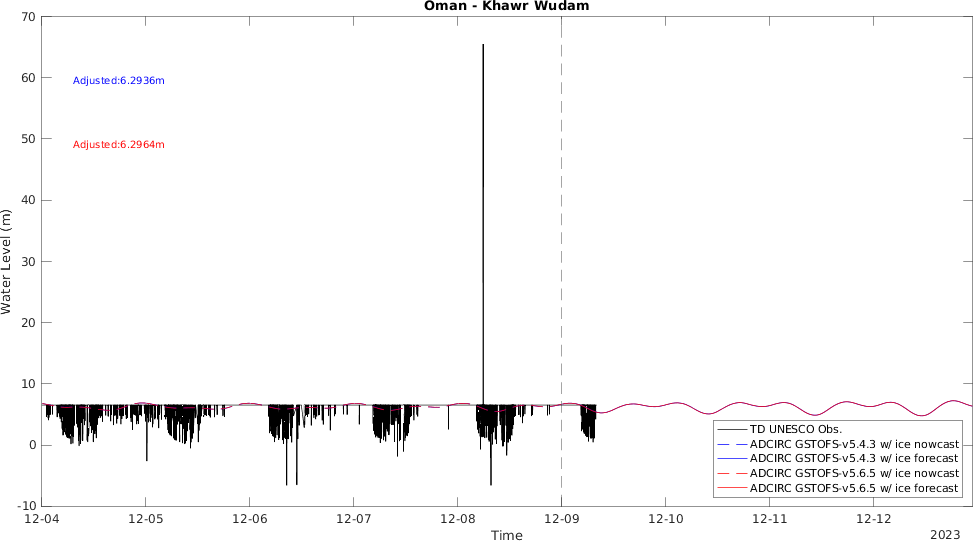 Oman - Khawr Wudam
70
60
50
40
30
20
10
0
-10
Water Level (m)
Adjusted:6.2936m
Adjusted:6.2964m
TD UNESCO Obs.
ADCIRC GSTOFS-v5.4.3 w/ ice nowcast
ADCIRC GSTOFS-v5.4.3 w/ ice forecast
ADCIRC GSTOFS-v5.6.5 w/ ice nowcast
ADCIRC GSTOFS-v5.6.5 w/ ice forecast
12-04 12-05 12-06 12-07 12-08 12-09 12-10 12-11 12-12
Time
2023